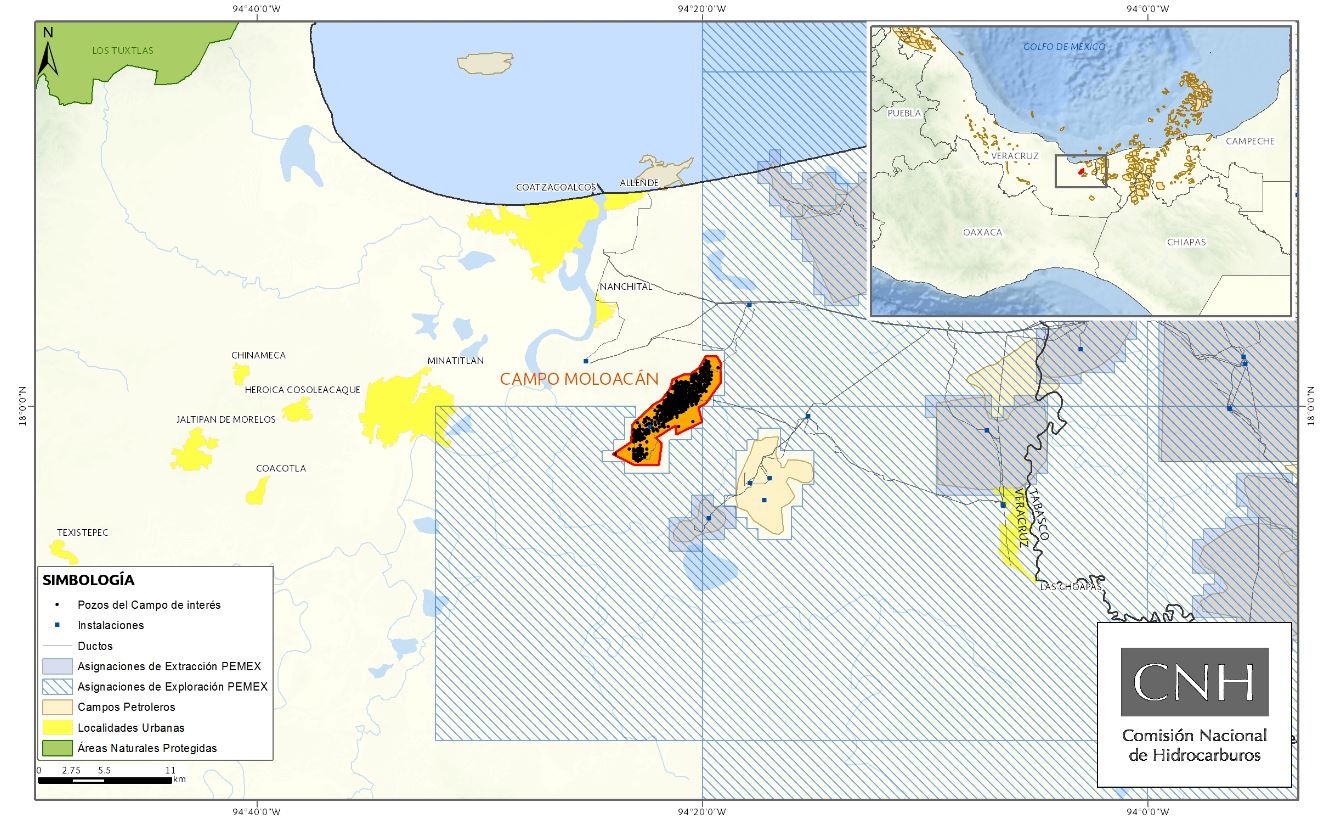 94°40'0"W
94°20'0"W
94°0'0"W
N
LOS TUXTLAS
GOLFO DE MÉXICO
PUEBLA
VERACRUZ
CAMPECHE
OAXACA
CHIAPAS
COATZACOALCOS
ALLENDE
NANCHITAL
CHINAMECA
MINATITLAN
CAMPO MOLOACÁN
HEROICA COSOLEACAQUE
JALTIPAN DE MORELOS
18°0'0"N
18°0'0"N
COACOTLA
TEXISTEPEC
TABASCO
VERACRUZ
LAS CHOAPAS
SIMBOLOGÍA
Pozos del Campo de interés
Instalaciones
Ductos
Asignaciones de Extracción PEMEX
Asignaciones de Exploración PEMEX
Campos Petroleros
Localidades Urbanas
Áreas Naturales Protegidas
0 2.75 5.5 11
km
CNH
Comisión Nacional
de Hidrocarburos
94°40'0"W
94°20'0"W
94°0'0"W